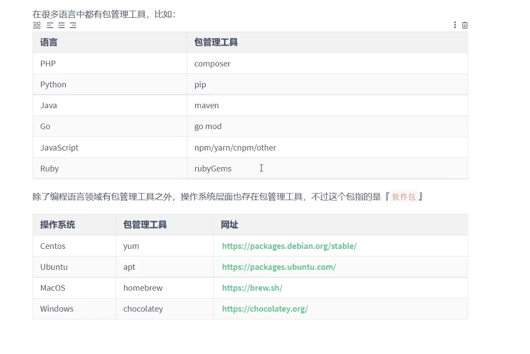 在很多语言中都有包管理工具，比如：
语言 包管理工具
PHP composer
Python pip
Java maven
Go go mod
JavaScript npm/yarn/cnpm/other
Ruby rubyGems
除了编程语言领域有包管理工具之外，操作系统层面也存在包管理工具，不过这个包指的是『软件包』
操作系统 包管理工具 网址
Centos yum https://packages.debian.org/stable/
Ubuntu apt https://packages.ubuntu.com/
MacOS homebrew https://brew.sh/
Windows chocolatey https://chocolatey.org/